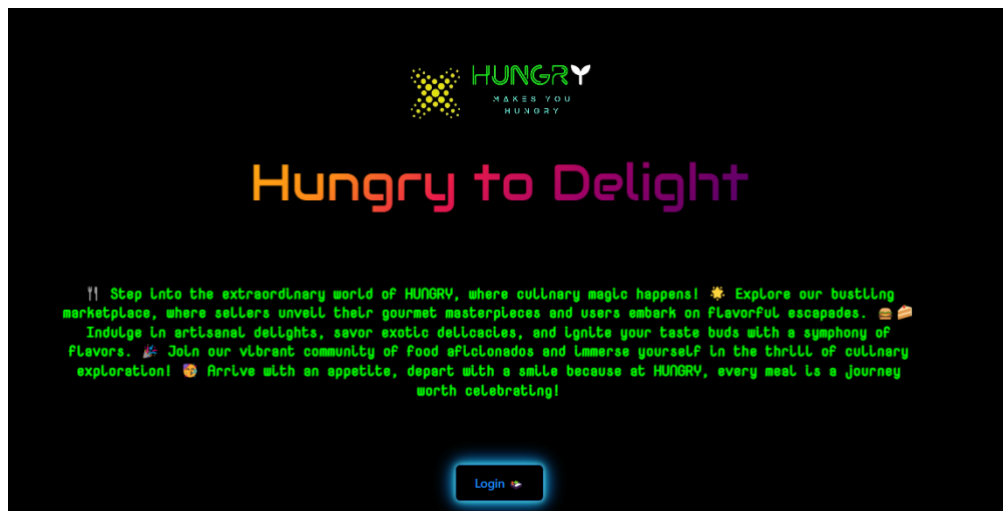 HUNGRY
MAKES YOU
HUNGRY
Hungry to Delight
🍴 Step into the extraordinary world of HUNGRY, where culinary magic happens! 🌟 Explore our bustling
marketplace, where sellers unveil their gourmet masterpieces and users embark on flavorful escapades. 🍔🍰
Indulge in artisanal delights, savor exotic delicacies, and ignite your taste buds with a symphony of
flavors. 🎉 Join our vibrant community of food aficionados and immerse yourself in the thrill of culinary
exploration! 🥳 Arrive with an appetite, depart with a smile because at HUNGRY, every meal is a journey
worth celebrating!
Login